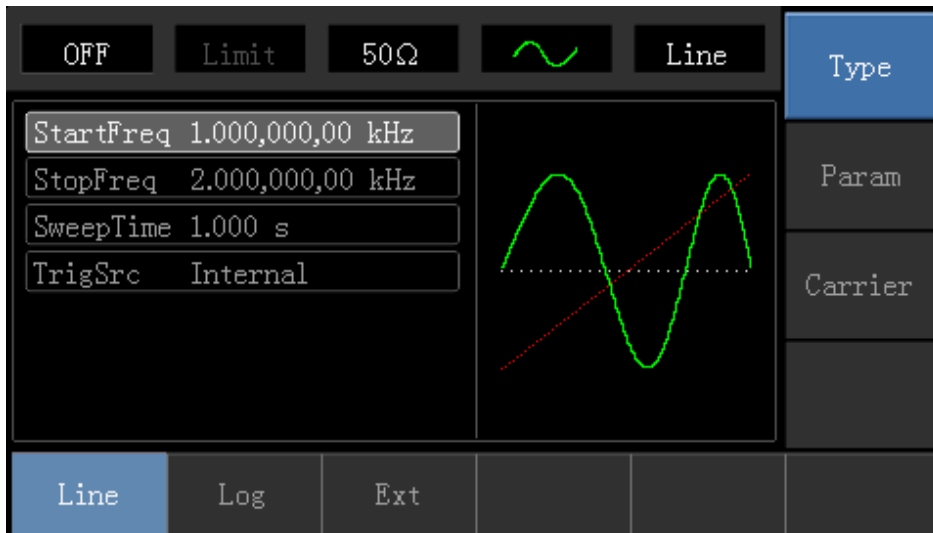 OFF Limit 50Ω Line
Type
StartFreq 1.000,000,00 kHz
StopFreq 2.000,000,00 kHz
SweepTime 1.000 s
TrigSrc Internal
Param
Carrier
Line Log Ext